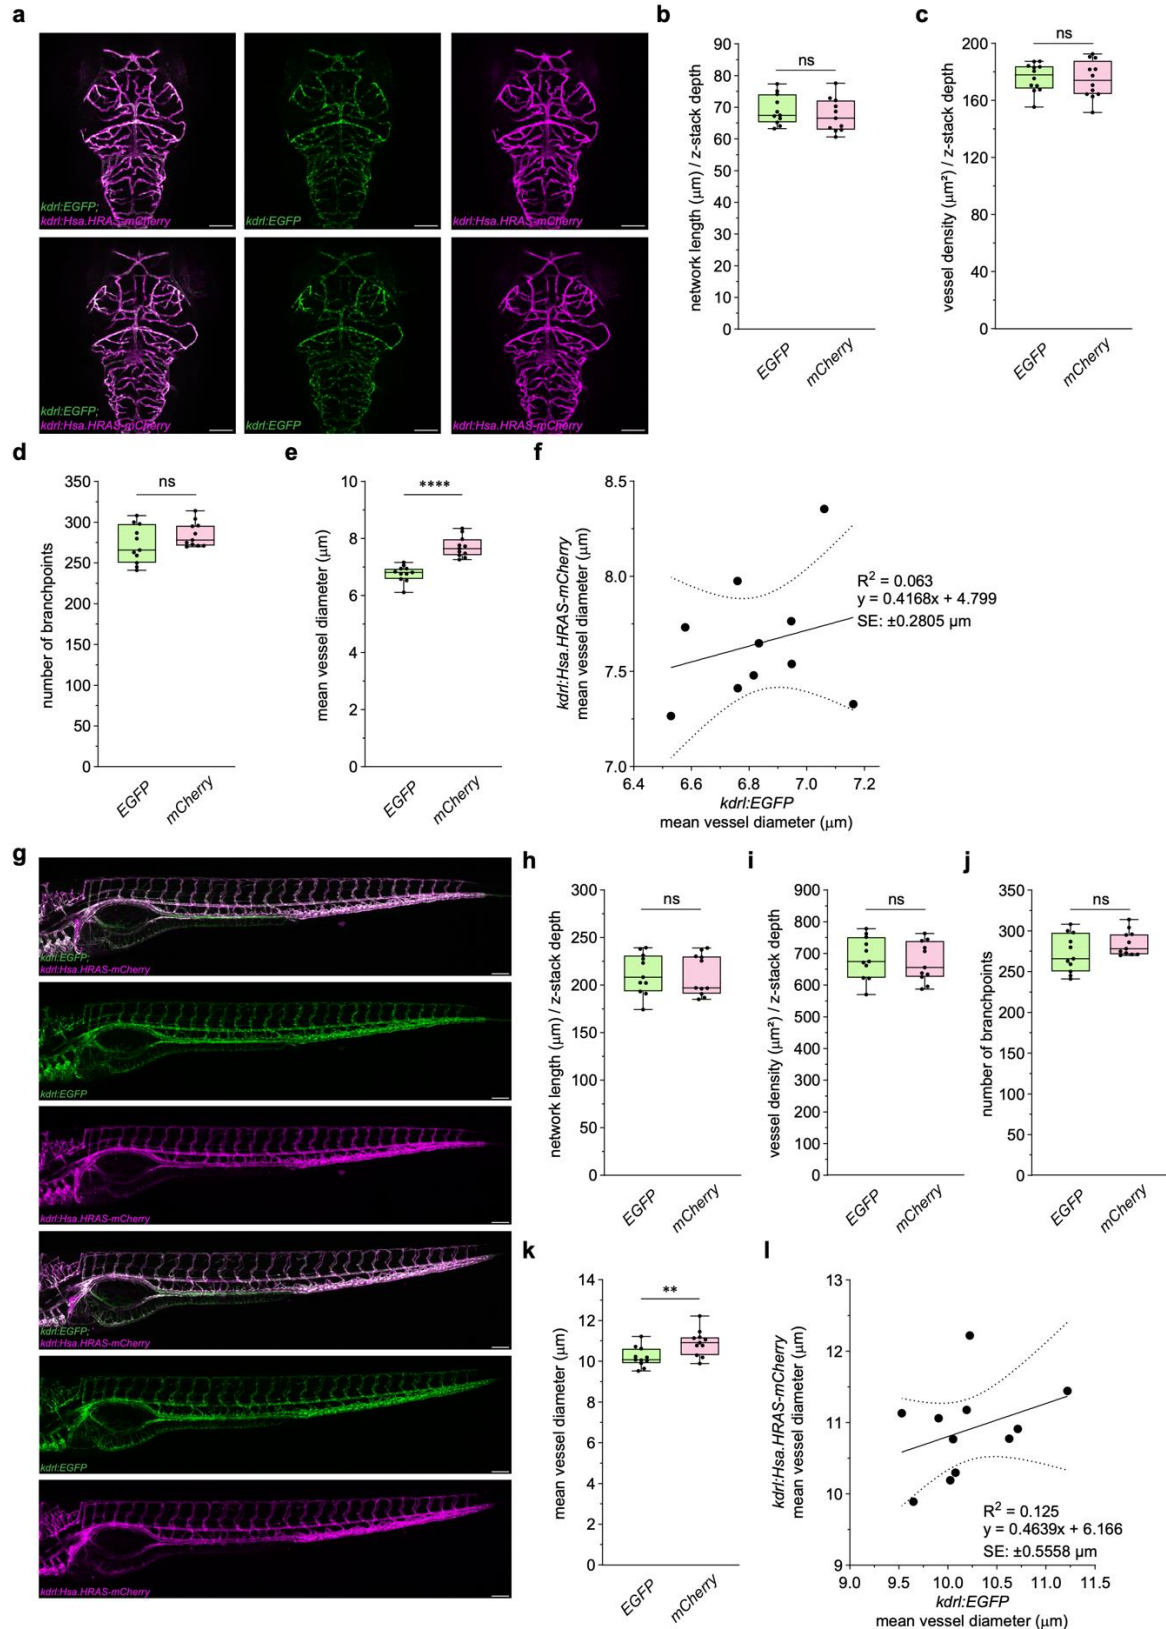 a
kdrl:EGFP;
kdrl:Hsa.HRAS-mCherry
kdrl:EGFP
kdrl:Hsa.HRAS-mCherry
kdrl:EGFP;
kdrl:Hsa.HRAS-mCherry
kdrl:EGFP
kdrl:Hsa.HRAS-mCherry
b
network length (μm) / z-stack depth
90
80
70
60
50
40
30
20
10
0
ns
EGFP
mCherry
c
vessel density (μm²) / z-stack depth
200
160
120
80
40
0
ns
EGFP
mCherry
d
number of branchpoints
350
300
250
200
150
100
50
0
ns
EGFP
mCherry
e
mean vessel diameter (μm)
10
8
6
4
2
0
****
EGFP
mCherry
f
kdrl:Hsa.HRAS-mCherry
mean vessel diameter (μm)
8.5
8.0
7.5
7.0
R² = 0.063
y = 0.4168x + 4.799
SE: ±0.2805 μm
6.4 6.6 6.8 7.0 7.2
kdrl:EGFP
mean vessel diameter (μm)
g
kdrl:EGFP;
kdrl:Hsa.HRAS-mCherry
kdrl:EGFP
kdrl:Hsa.HRAS-mCherry
kdrl:EGFP;
kdrl:Hsa.HRAS-mCherry
kdrl:EGFP
kdrl:Hsa.HRAS-mCherry
h
network length (μm) / z-stack depth
300
250
200
150
100
50
0
ns
EGFP
mCherry
i
vessel density (μm²) / z-stack depth
900
800
700
600
500
400
300
200
100
0
ns
EGFP
mCherry
j
number of branchpoints
350
300
250
200
150
100
50
0
ns
EGFP
mCherry
k
mean vessel diameter (μm)
14
12
10
8
6
4
2
0
**
EGFP
mCherry
l
kdrl:Hsa.HRAS-mCherry
mean vessel diameter (μm)
13
12
11
10
9
R² = 0.125
y = 0.4639x + 6.166
SE: ±0.5558 μm
9.0 9.5 10.0 10.5 11.0 11.5
kdrl:EGFP
mean vessel diameter (μm)